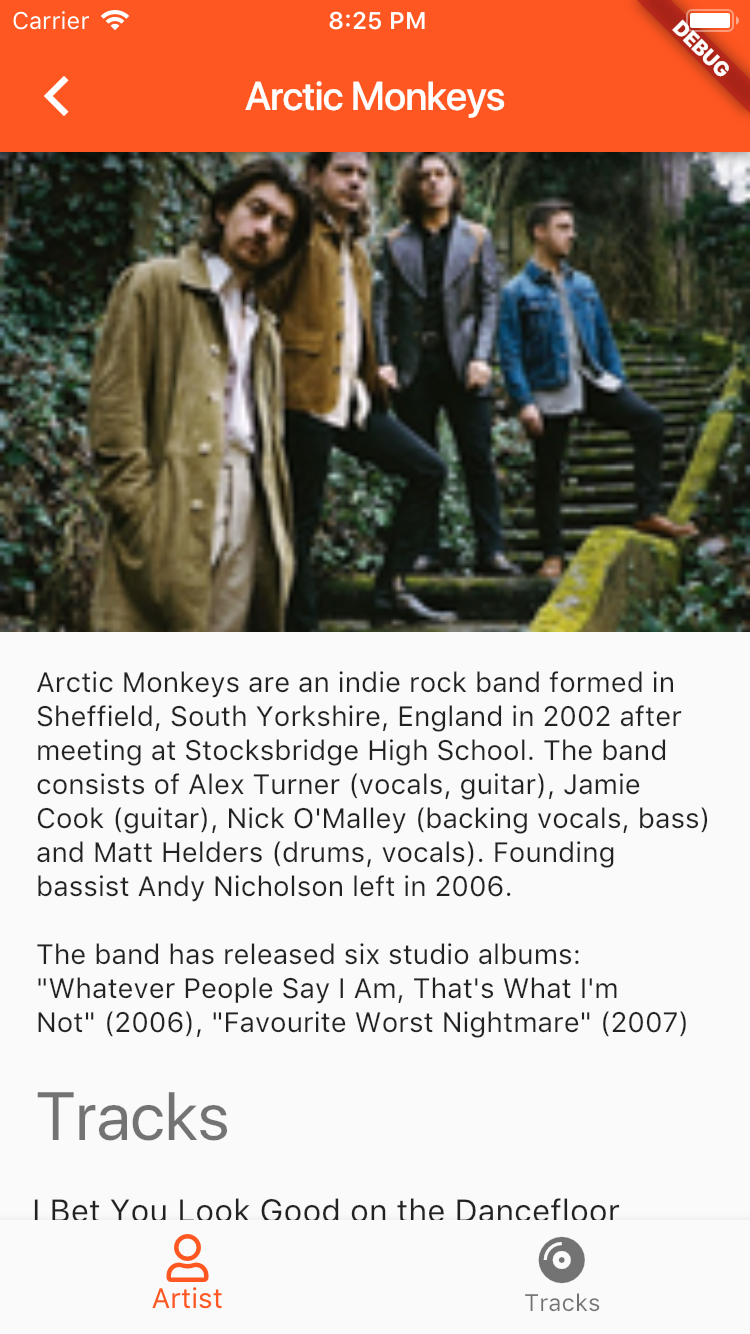 Carrier
8:25 PM
DEBUG
Arctic Monkeys
Arctic Monkeys are an indie rock band formed in
Sheffield, South Yorkshire, England in 2002 after
meeting at Stocksbridge High School. The band
consists of Alex Turner (vocals, guitar), Jamie
Cook (guitar), Nick O'Malley (backing vocals, bass)
and Matt Helders (drums, vocals). Founding
bassist Andy Nicholson left in 2006.
The band has released six studio albums:
"Whatever People Say I Am, That's What I'm
Not" (2006), "Favourite Worst Nightmare" (2007)
Tracks
I Bet You Look Good on the Dancefloor
Artist
Tracks